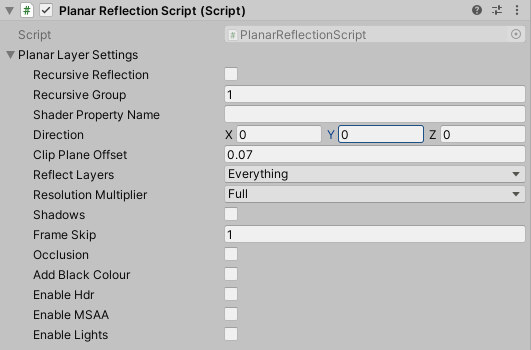 # Planar Reflection Script (Script)
Script # PlanarReflectionScript
Planar Layer Settings
Recursive Reflection
Recursive Group 1
Shader Property Name
Direction X 0 Y 0 Z 0
Clip Plane Offset 0.07
Reflect Layers Everything
Resolution Multiplier Full
Shadows
Frame Skip 1
Occlusion
Add Black Colour
Enable Hdr
Enable MSAA
Enable Lights